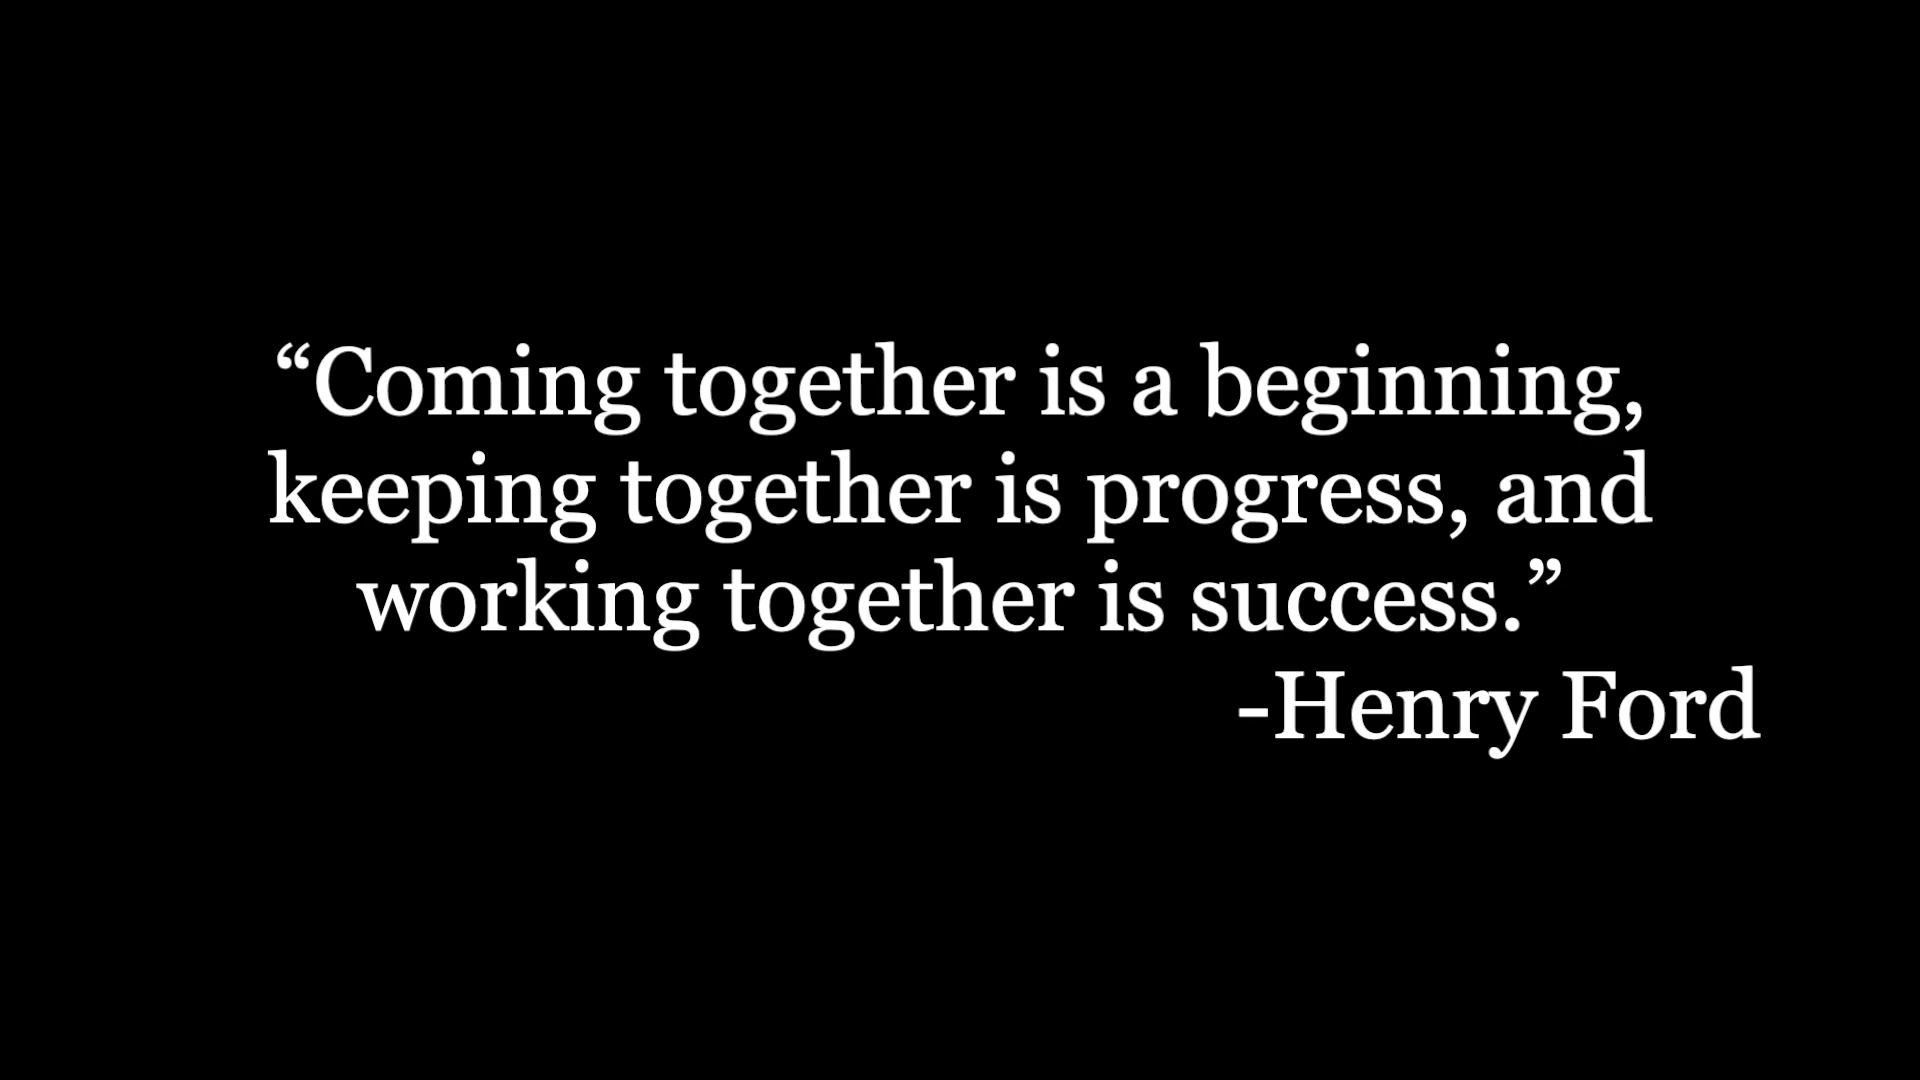 “Coming together is a beginning,
keeping together is progress, and
working together is success.”
-Henry Ford